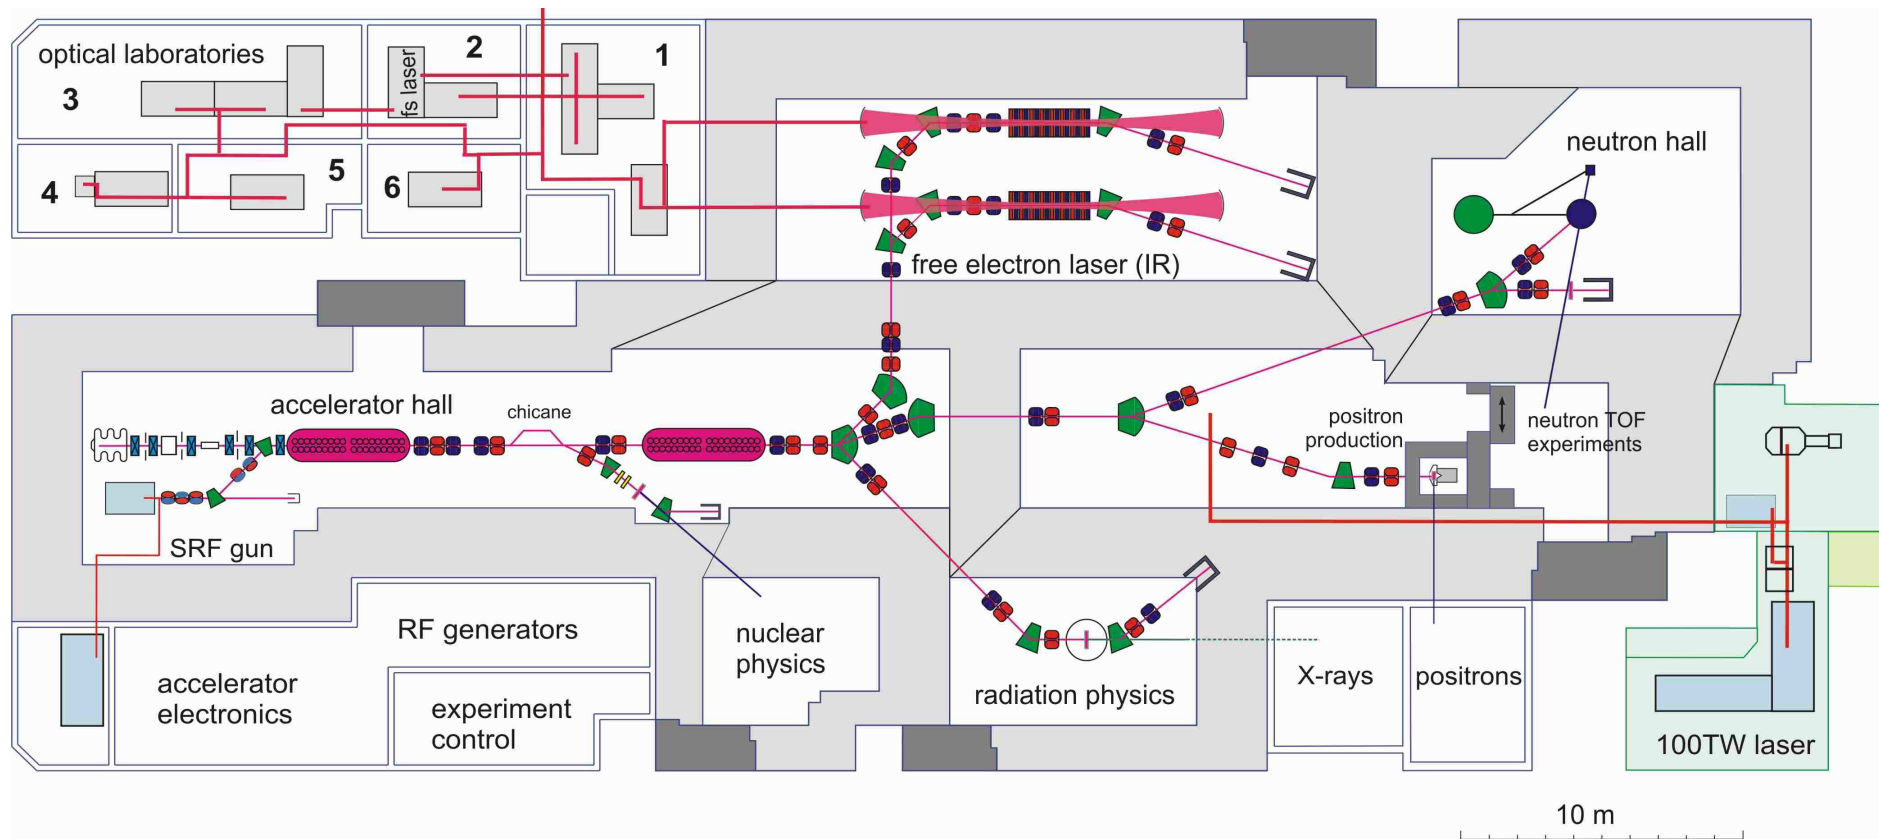 optical laboratories
3
2
1
fs laser
4
5
6
neutron hall
free electron laser (IR)
accelerator hall
chicane
positron
production
neutron TOF
experiments
SRF gun
RF generators
accelerator
electronics
experiment
control
nuclear
physics
radiation physics
X-rays
positrons
100TW laser
10 m